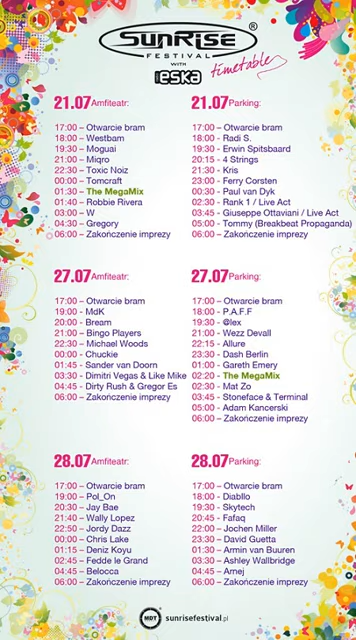 SunRise ®
FESTIVAL
WITH
ESKA
timetable
21.07 Amfiteatr:
17:00 – Otwarcie bram
18:00 – Westbam
19:30 – Moguai
21:00 – Miqro
22:30 – Toxic Noiz
00:00 – Tomcraft
01:30 – The MegaMix
01:40 – Robbie Rivera
03:00 – W
04:30 – Gregory
06:00 – Zakończenie imprezy
21.07 Parking:
17:00 – Otwarcie bram
18:00 - Radi S.
19:30 – Erwin Spitsbaard
20:15 - 4 Strings
21:30 – Kris
23:00 – Ferry Corsten
00:30 – Paul van Dyk
02:30 – Rank 1 / Live Act
03:45 – Giuseppe Ottaviani / Live Act
05:00 – Tommy (Breakbeat Propaganda)
06:00 – Zakończenie imprezy
27.07 Amfiteatr:
17:00 – Otwarcie bram
19:00 – MdK
20:00 – Bream
21:00 – Bingo Players
22:30 – Michael Woods
00:00 – Chuckie
01:45 – Sander van Doorn
03:30 – Dimitri Vegas & Like Mike
04:45 – Dirty Rush & Gregor Es
06:00 – Zakończenie imprezy
27.07 Parking:
17:00 – Otwarcie bram
18:00 – P.A.F.F
19:30 – @lex
21:00 – Wezz Devall
22:15 – Allure
23:30 – Dash Berlin
01:00 – Gareth Emery
02:20 – The MegaMix
02:30 – Mat Zo
03:45 – Stoneface & Terminal
05:00 – Adam Kancerski
06:00 – Zakończenie imprezy
28.07 Amfiteatr:
17:00 – Otwarcie bram
19:00 – Pol_On
20:30 – Jay Bae
21:40 – Wally Lopez
22:50 – Jordy Dazz
00:00 – Chris Lake
01:15 – Deniz Koyu
02:45 – Fedde le Grand
04:45 – Belocca
06:00 – Zakończenie imprezy
28.07 Parking:
17:00 – Otwarcie bram
18:00 - Diabllo
19:30 – Skytech
20:45 - Fafaq
22:00 – Jochen Miller
23:30 – David Guetta
01:30 – Armin van Buuren
03:30 – Ashley Wallbridge
04:45 – Arnej
06:00 – Zakończenie imprezy
MDT sunrisefestival.pl